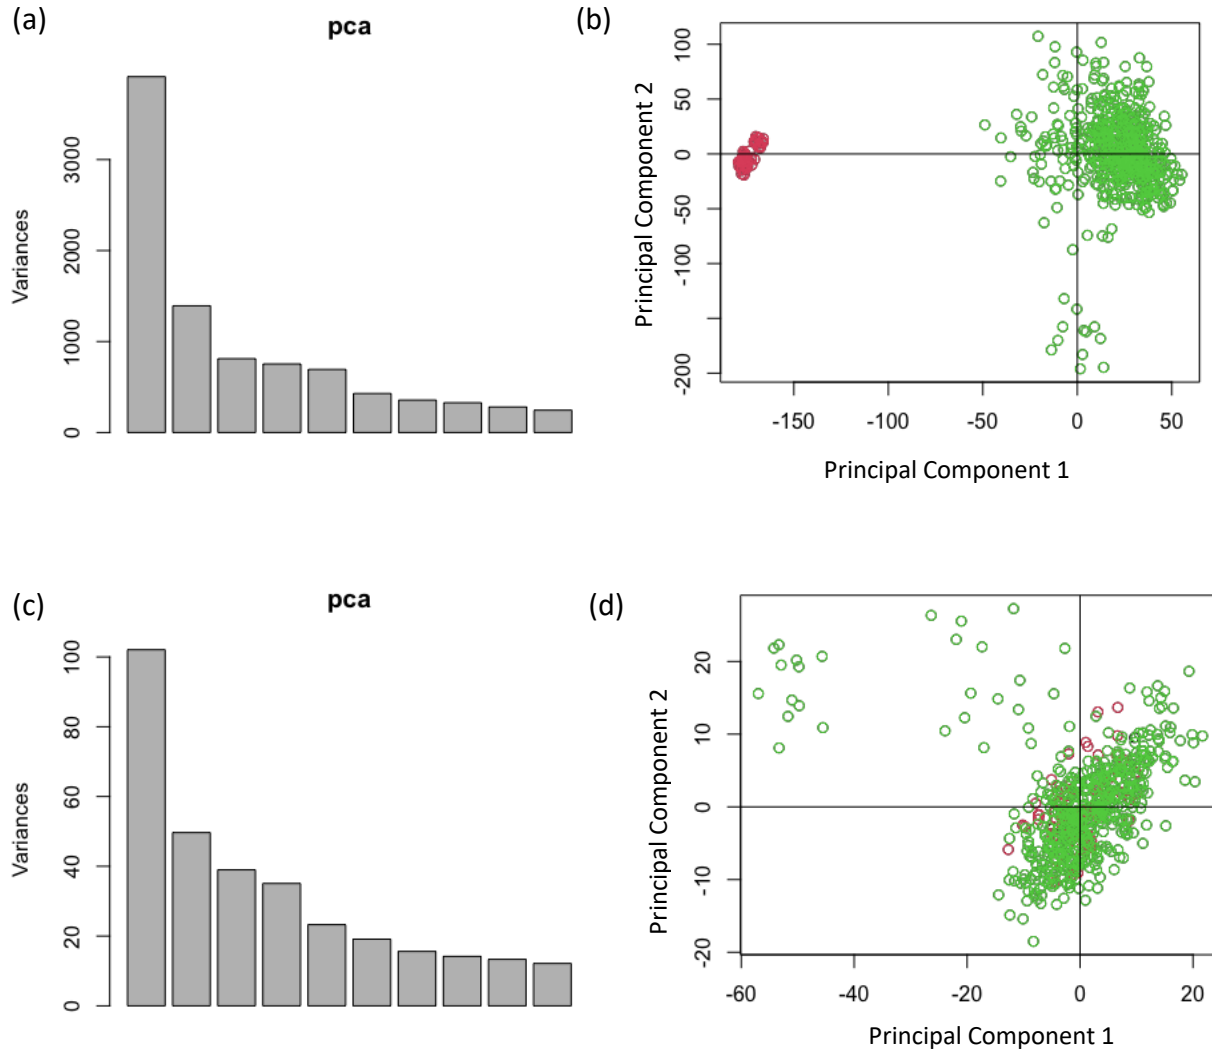 (a)
pca
Variances
0
1000
2000
3000
(b)
Principal Component 2
100
50
0
-50
-100
-200
-150
-100
-50
0
50
Principal Component 1
(c)
pca
Variances
0
20
40
60
80
100
(d)
Principal Component 2
20
10
0
-10
-20
-60
-40
-20
0
20
Principal Component 1